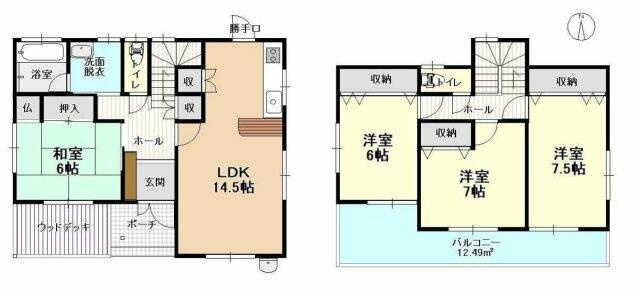 勝手口
浴室
洗面
脱衣
トイレ
収
収
仏
押入
和室
6帖
ホール
玄関
LDK
14.5帖
ウッドデッキ
ポーチ
収納
トイレ
収納
ホール
収納
洋室
6帖
洋室
7帖
洋室
7.5帖
バルコニー
12.49㎡
N